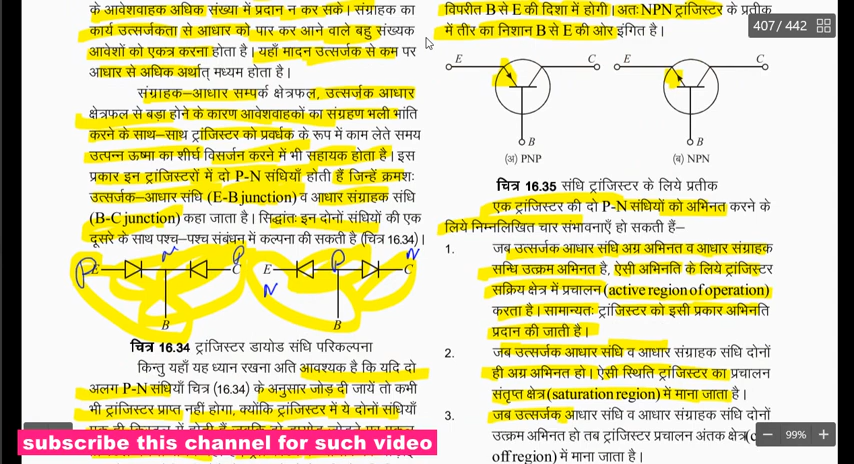 के आवेशवाहक अधिक संख्या में प्रदान न कर सके। संग्राहक का
कार्य उत्सर्जकता से आधार को पार कर आने वाले बहु संख्यक
आवेशों को एकत्र करना होता है। यहाँ मादन उत्सर्जक से कम पर
आधार से अधिक अर्थात् मध्यम होता है।
संग्राहक–आधार सम्पर्क क्षेत्रफल, उत्सर्जक आधार
क्षेत्रफल से बड़ा होने के कारण आवेशवाहकों का संग्रहण भली भांति
करने के साथ–साथ ट्रांजिस्टर को प्रवर्धक के रूप में काम लेते समय
उत्पन्न ऊष्मा का शीर्घ विसर्जन करने में भी सहायक होता है। इस
प्रकार इन ट्रांजिस्टरों में दो P-N संधियाँ होती हैं जिन्हें क्रमशः
उत्सर्जक–आधार संधि (E-B junction) व आधार संग्राहक संधि
(B-C junction) कहा जाता है। सिद्धांतः इन दोनों संधियों की एक
दूसरे के साथ पश्च–पश्च संबंधन में कल्पना की सकती है (चित्र 16.34)।
P E N P C B
E N P N C B
चित्र 16.34 ट्रांजिस्टर डायोड संधि परिकल्पना
किन्तु यहाँ यह ध्यान रखना अति आवश्यक है कि यदि दो
अलग P-N संधियाँ चित्र (16.34) के अनुसार जोड़ दी जायें तो कभी
भी ट्रांजिस्टर प्राप्त नहीं होगा, क्योंकि ट्रांजिस्टर में ये दोनों संधियाँ
subscribe this channel for such video
विपरीत B से E की दिशा में होगी। अतः NPN ट्रांजिस्टर के प्रतीक
में तीर का निशान B से E की ओर इंगित है।
407 / 442
E C B
E C B
(अ) PNP
(ब) NPN
चित्र 16.35 संधि ट्रांजिस्टर के लिये प्रतीक
एक ट्रांजिस्टर की दो P-N संधियों को अभिनत करने के
लिये निम्नलिखित चार संभावनाएँ हो सकती हैं–
1. जब उत्सर्जक आधार संधि अग्र अभिनत व आधार संग्राहक
सन्धि उत्क्रम अभिनत है, ऐसी अभिनति के लिये ट्रांजिस्टर
सक्रिय क्षेत्र में प्रचालन (active region of operation)
करता है। सामान्यतः ट्रांजिस्टर को इसी प्रकार अभिनति
प्रदान की जाती है।
2. जब उत्सर्जक आधार संधि व आधार संग्राहक संधि दोनों
ही अग्र अभिनत हो। ऐसी स्थिति ट्रांजिस्टर का प्रचालन
संतृप्त क्षेत्र (saturation region) में माना जाता है।
3. जब उत्सर्जक आधार संधि व आधार संग्राहक संधि दोनों
उत्क्रम अभिनत हो तब ट्रांजिस्टर प्रचालन अंतक क्षेत्र (c
off region) में माना जाता है।
99%